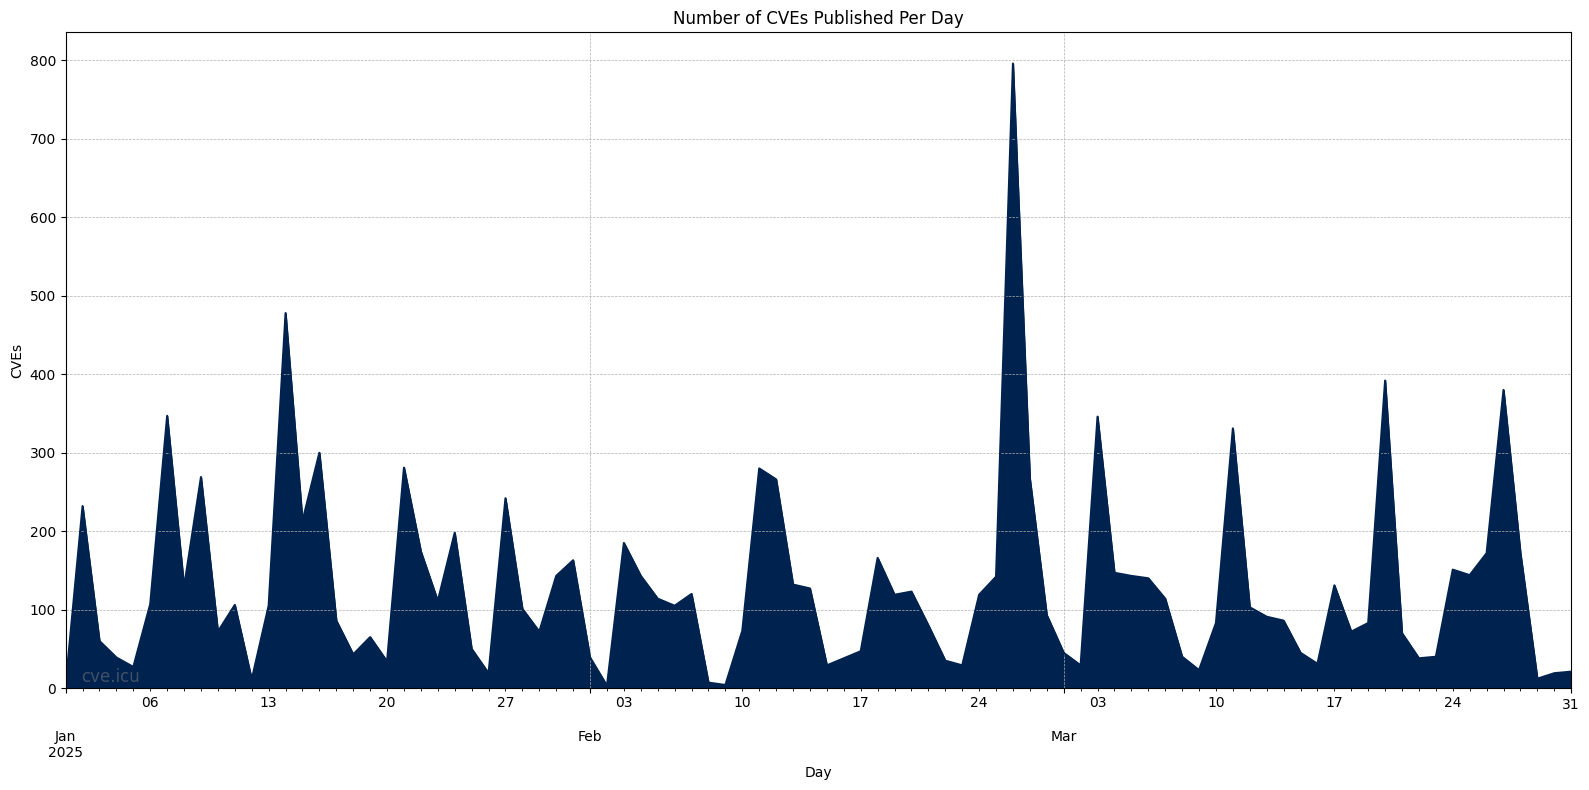 Number of CVEs Published Per Day
800
700
600
500
400
300
200
100
0
CVEs
cve.icu
06 13 20 27 03 10 17 24 03 10 17 24 31
Jan Feb Mar
2025
Day